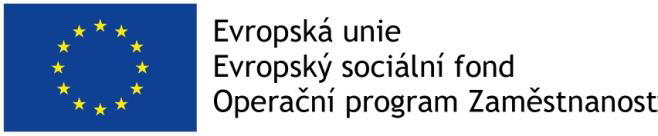 Evropská unie
Evropský sociální fond
Operační program Zaměstnanost